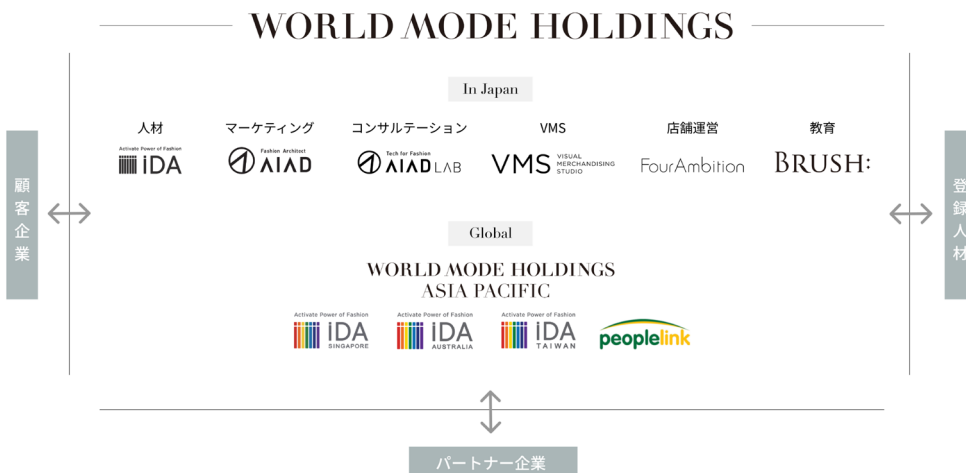 WORLD MODE HOLDINGS
In Japan
人材
Activate Power of Fashion
iDA
マーケティング
Fashion Architect
AIAD
コンサルテーション
Tech for Fashion
AIAD LAB
VMS
VMS VISUAL
MERCHANDISING
STUDIO
店舗運営
FourAmbition
教育
BRUSH:
顧客企業
登録人材
Global
WORLD MODE HOLDINGS
ASIA PACIFIC
Activate Power of Fashion
iDA
SINGAPORE
Activate Power of Fashion
iDA
AUSTRALIA
Activate Power of Fashion
iDA
TAIWAN
peoplelink
パートナー企業